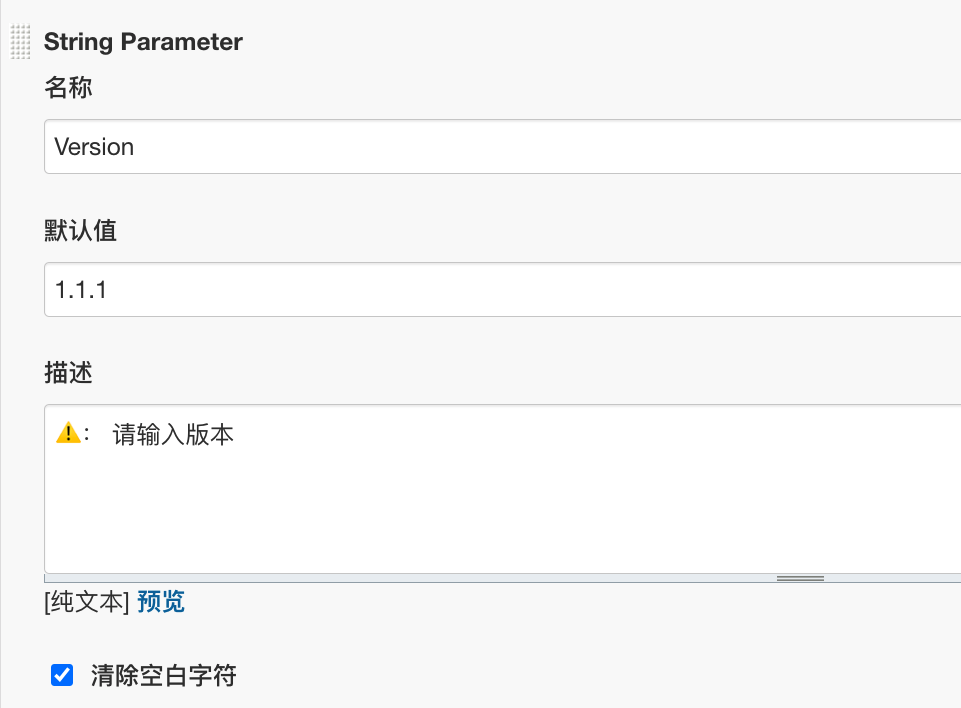 String Parameter
名称
Version
默认值
1.1.1
描述
⚠️： 请输入版本
[纯文本] 预览
清除空白字符